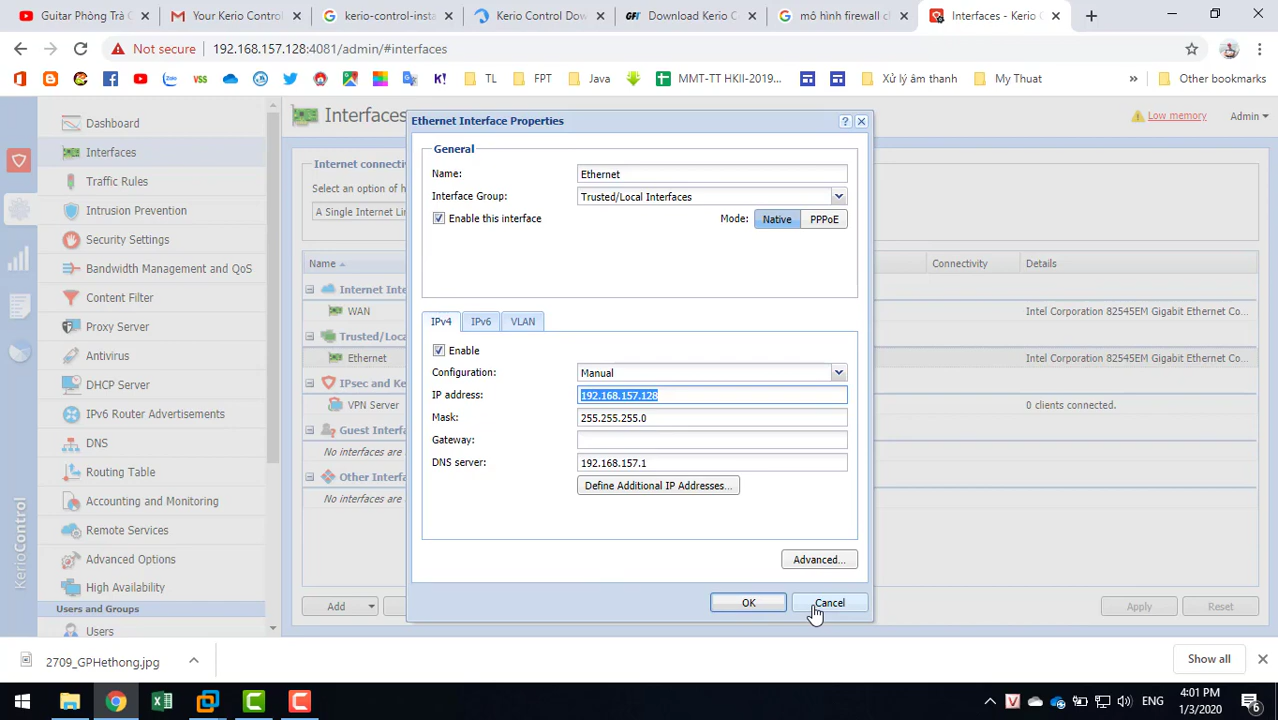 Guitar Phòng Trà C
Your Kerio Control
kerio-control-insta
Kerio Control Dow
Download Kerio C
mô hình firewall ch
Interfaces - Kerio C
Not secure
192.168.157.128:4081/admin/#interfaces
TL
FPT
Java
MMT-TT HKII-2019...
Xử lý âm thanh
My Thuat
Other bookmarks
Dashboard
Interfaces
Traffic Rules
Intrusion Prevention
Security Settings
Bandwidth Management and QoS
Content Filter
Proxy Server
Antivirus
DHCP Server
IPv6 Router Advertisements
DNS
Routing Table
Accounting and Monitoring
Remote Services
Advanced Options
High Availability
Users and Groups
Users
KerioControl
Interfaces
Low memory
Admin
Internet connectiv
Select an option of h
A Single Internet Lin
Name
Connectivity
Details
Internet Inte
WAN
Intel Corporation 82545EM Gigabit Ethernet Co...
Trusted/Loca
Ethernet
Intel Corporation 82545EM Gigabit Ethernet Co...
IPsec and Ke
VPN Server
0 clients connected.
Guest Interf
No interfaces are
Other Interf
No interfaces are
Add
Apply
Reset
Ethernet Interface Properties
General
Name:
Ethernet
Interface Group:
Trusted/Local Interfaces
Enable this interface
Mode:
Native
PPPoE
IPv4
IPv6
VLAN
Enable
Configuration:
Manual
IP address:
192.168.157.128
Mask:
255.255.255.0
Gateway:
DNS server:
192.168.157.1
Define Additional IP Addresses...
Advanced...
OK
Cancel
2709_GPHethong.jpg
Show all
ENG
4:01 PM
1/3/2020